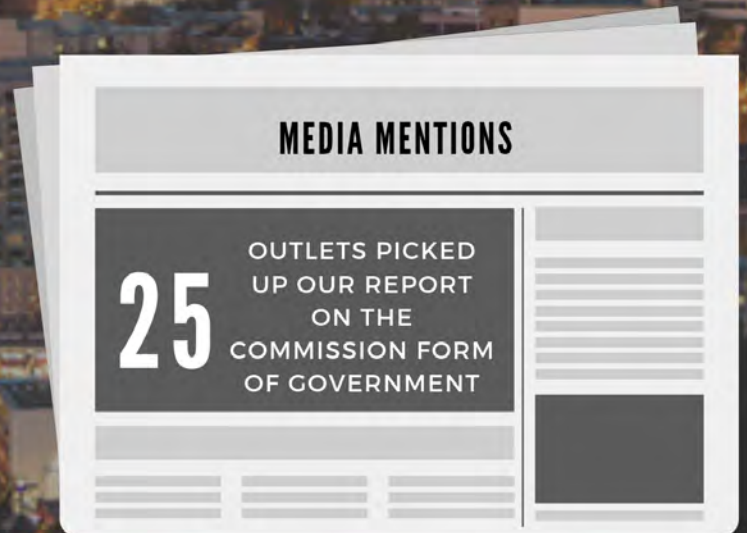 MEDIA MENTIONS
25
OUTLETS PICKED
UP OUR REPORT
ON THE
COMMISSION FORM
OF GOVERNMENT